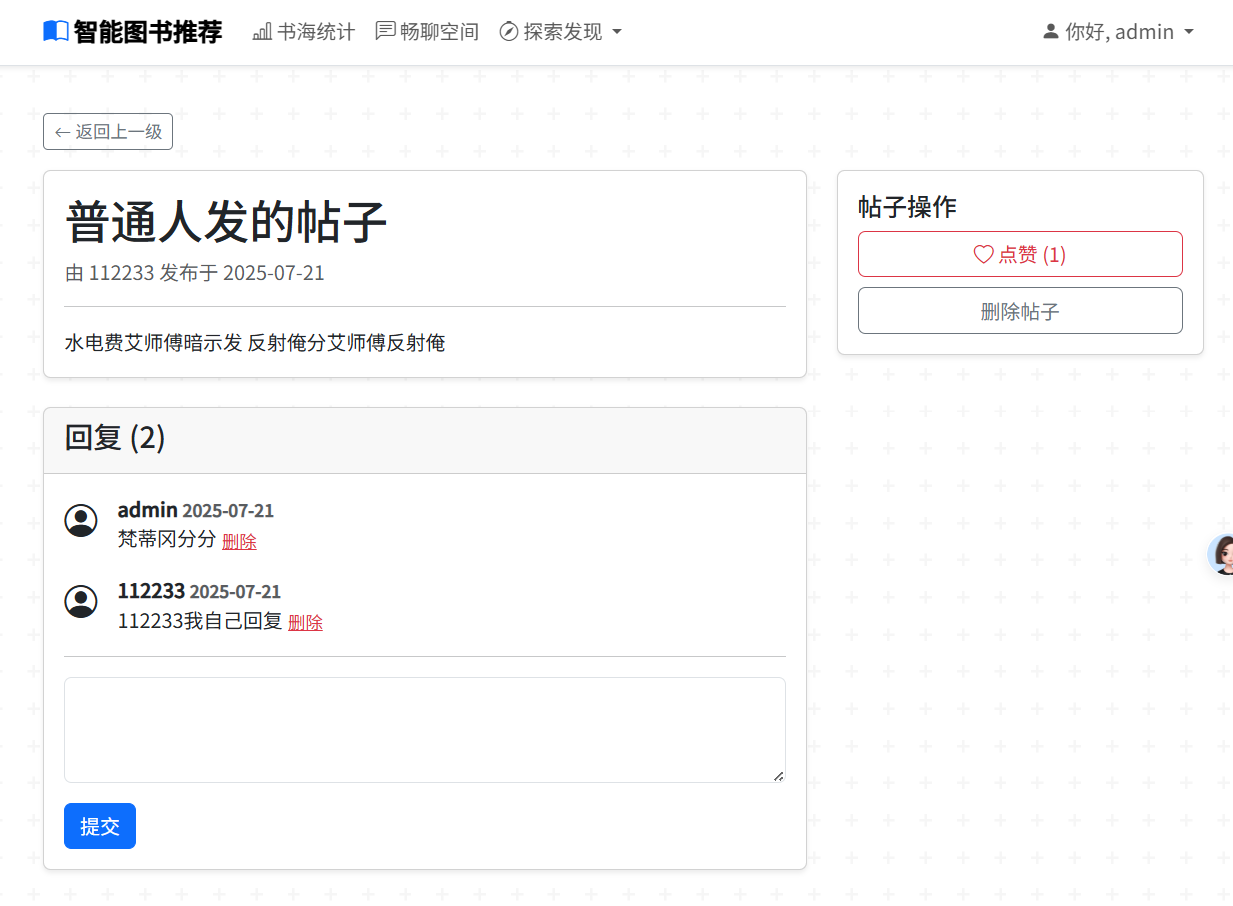 智能图书推荐 书海统计 畅聊空间 探索发现 你好, admin
← 返回上一级
普通人发的帖子
由 112233 发布于 2025-07-21
水电费艾师傅暗示发 反射俺分艾师傅反射俺
帖子操作
点赞 (1)
删除帖子
回复 (2)
admin 2025-07-21
梵蒂冈分分 删除
112233 2025-07-21
112233我自己回复 删除
提交